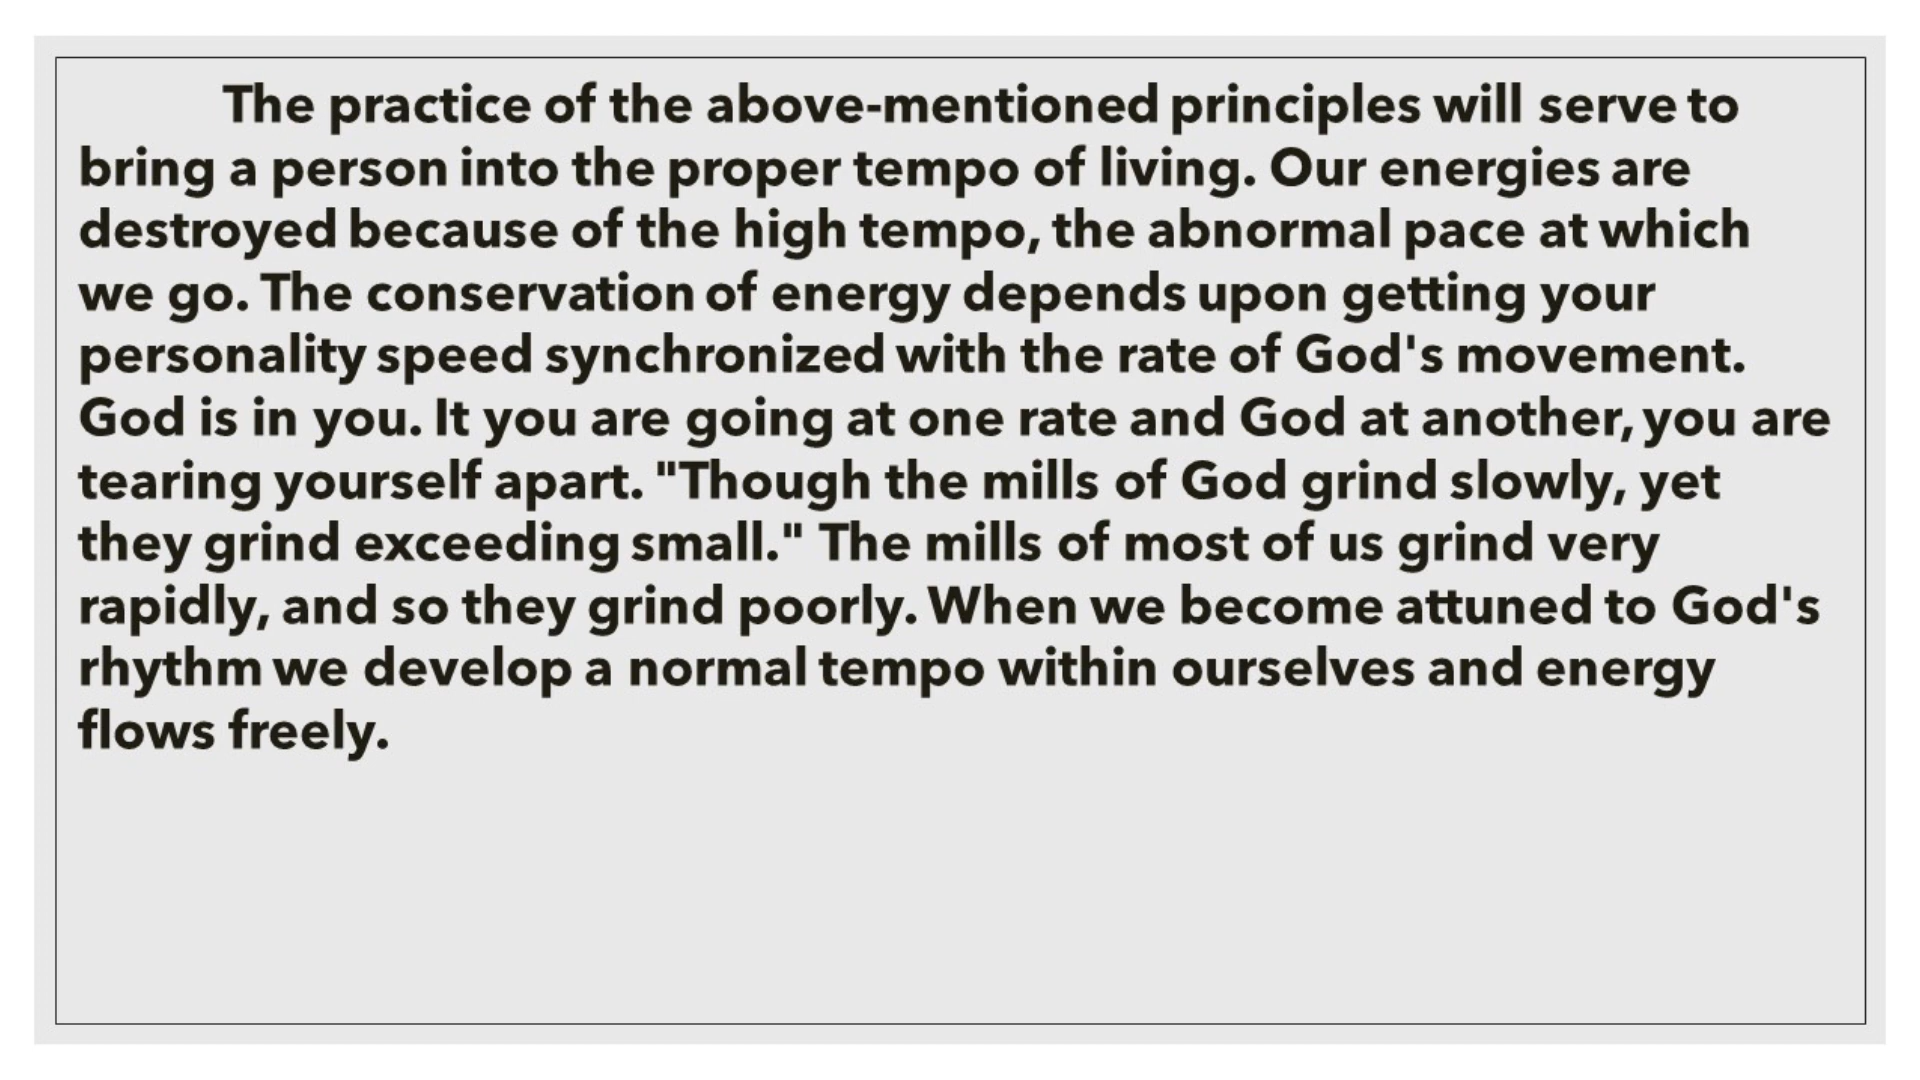 The practice of the above-mentioned principles will serve to
bring a person into the proper tempo of living. Our energies are
destroyed because of the high tempo, the abnormal pace at which
we go. The conservation of energy depends upon getting your
personality speed synchronized with the rate of God's movement.
God is in you. It you are going at one rate and God at another, you are
tearing yourself apart. "Though the mills of God grind slowly, yet
they grind exceeding small." The mills of most of us grind very
rapidly, and so they grind poorly. When we become attuned to God's
rhythm we develop a normal tempo within ourselves and energy
flows freely.